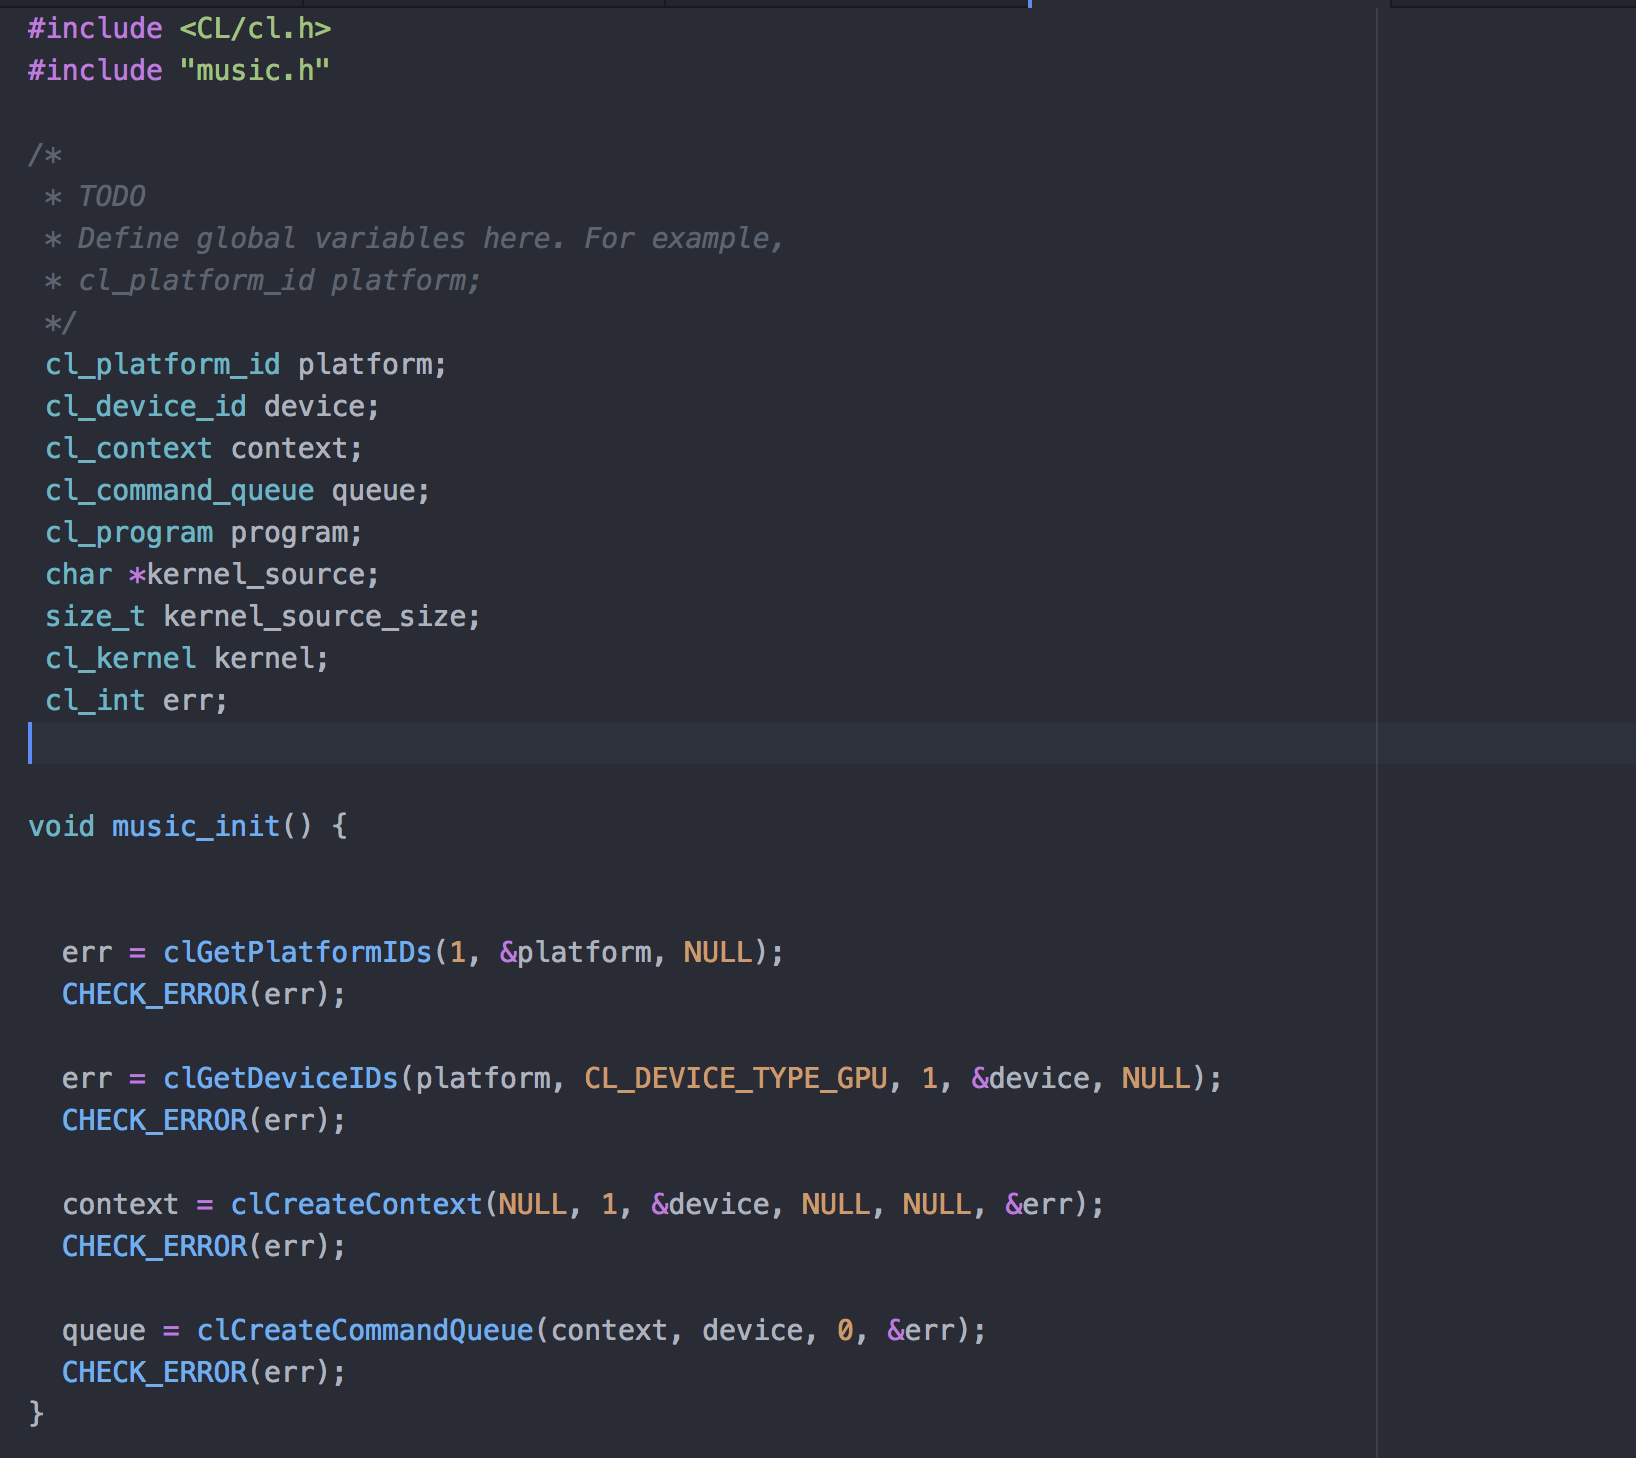 #include <CL/cl.h>
#include "music.h"
/*
* TODO
* Define global variables here. For example,
* cl_platform_id platform;
*/
cl_platform_id platform;
cl_device_id device;
cl_context context;
cl_command_queue queue;
cl_program program;
char *kernel_source;
size_t kernel_source_size;
cl_kernel kernel;
cl_int err;
void music_init() {
err = clGetPlatformIDs(1, &platform, NULL);
CHECK_ERROR(err);
err = clGetDeviceIDs(platform, CL_DEVICE_TYPE_GPU, 1, &device, NULL);
CHECK_ERROR(err);
context = clCreateContext(NULL, 1, &device, NULL, NULL, &err);
CHECK_ERROR(err);
queue = clCreateCommandQueue(context, device, 0, &err);
CHECK_ERROR(err);
}